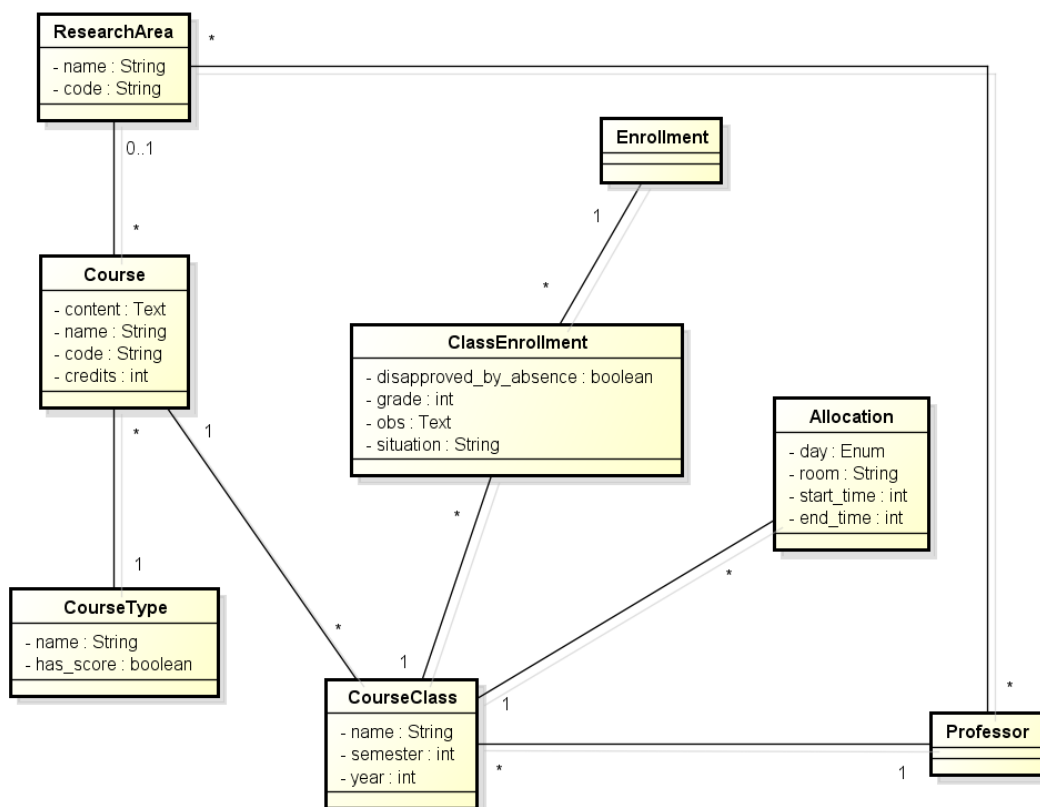 ResearchArea
- name : String
- code : String
*
0..1
*
Enrollment
1
*
Course
- content : Text
- name : String
- code : String
- credits : int
ClassEnrollment
- disapproved_by_absence : boolean
- grade : int
- obs : Text
- situation : String
Allocation
- day : Enum
- room : String
- start_time : int
- end_time : int
*
1
*
1
*
*
1
CourseType
- name : String
- has_score : boolean
CourseClass
- name : String
- semester : int
- year : int
1
*
1
*
Professor